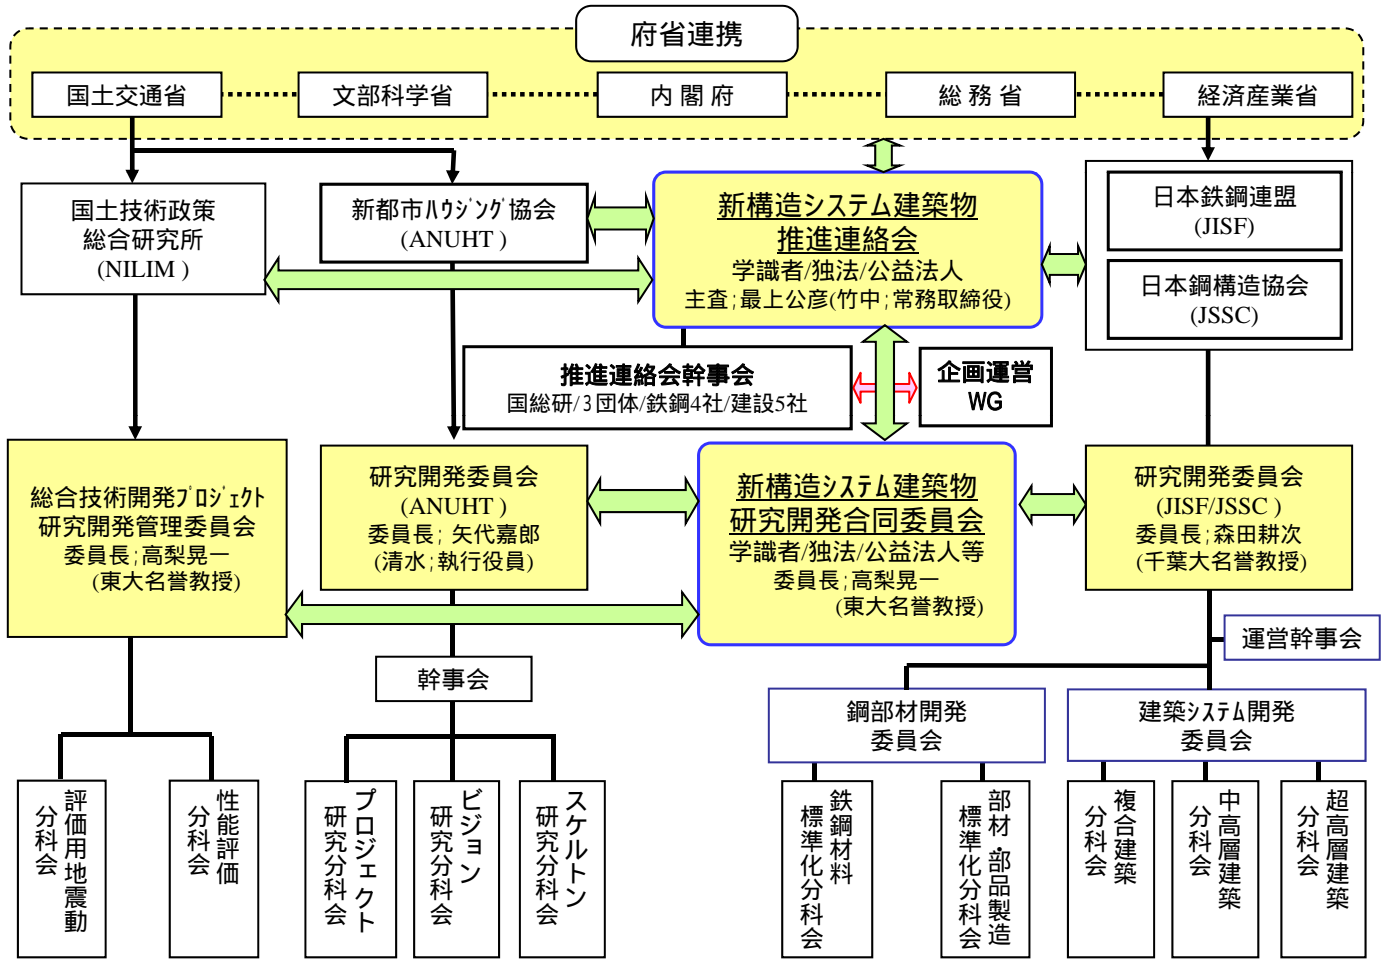 府省連携
国土交通省
文部科学省
内閣府
総務省
経済産業省
国土技術政策
総合研究所
(NILIM )
新都市ﾊｳｼﾞﾝｸﾞ協会
(ANUHT )
新構造システム建築物
推進連絡会
学識者/独法/公益法人
主査;最上公彦(竹中;常務取締役)
日本鉄鋼連盟
(JISF)
日本鋼構造協会
(JSSC)
推進連絡会幹事会
国総研/3団体/鉄鋼4社/建設5社
企画運営
WG
総合技術開発ﾌﾟﾛｼﾞｪｸﾄ
研究開発管理委員会
委員長;高梨晃一
(東大名誉教授)
研究開発委員会
(ANUHT )
委員長; 矢代嘉郎
(清水;執行役員)
新構造ｼｽﾃﾑ建築物
研究開発合同委員会
学識者/独法/公益法人等
委員長;高梨晃一
(東大名誉教授)
研究開発委員会
(JISF/JSSC )
委員長;森田耕次
(千葉大名誉教授)
運営幹事会
幹事会
鋼部材開発
委員会
建築ｼｽﾃﾑ開発
委員会
評価用地震動
分科会
性能評価
分科会
プロジェクト
研究分科会
ビジョン
研究分科会
スケルトン
研究分科会
鉄鋼材料
標準化分科会
部材・部品製造
標準化分科会
複合建築
分科会
中高層建築
分科会
超高層建築
分科会